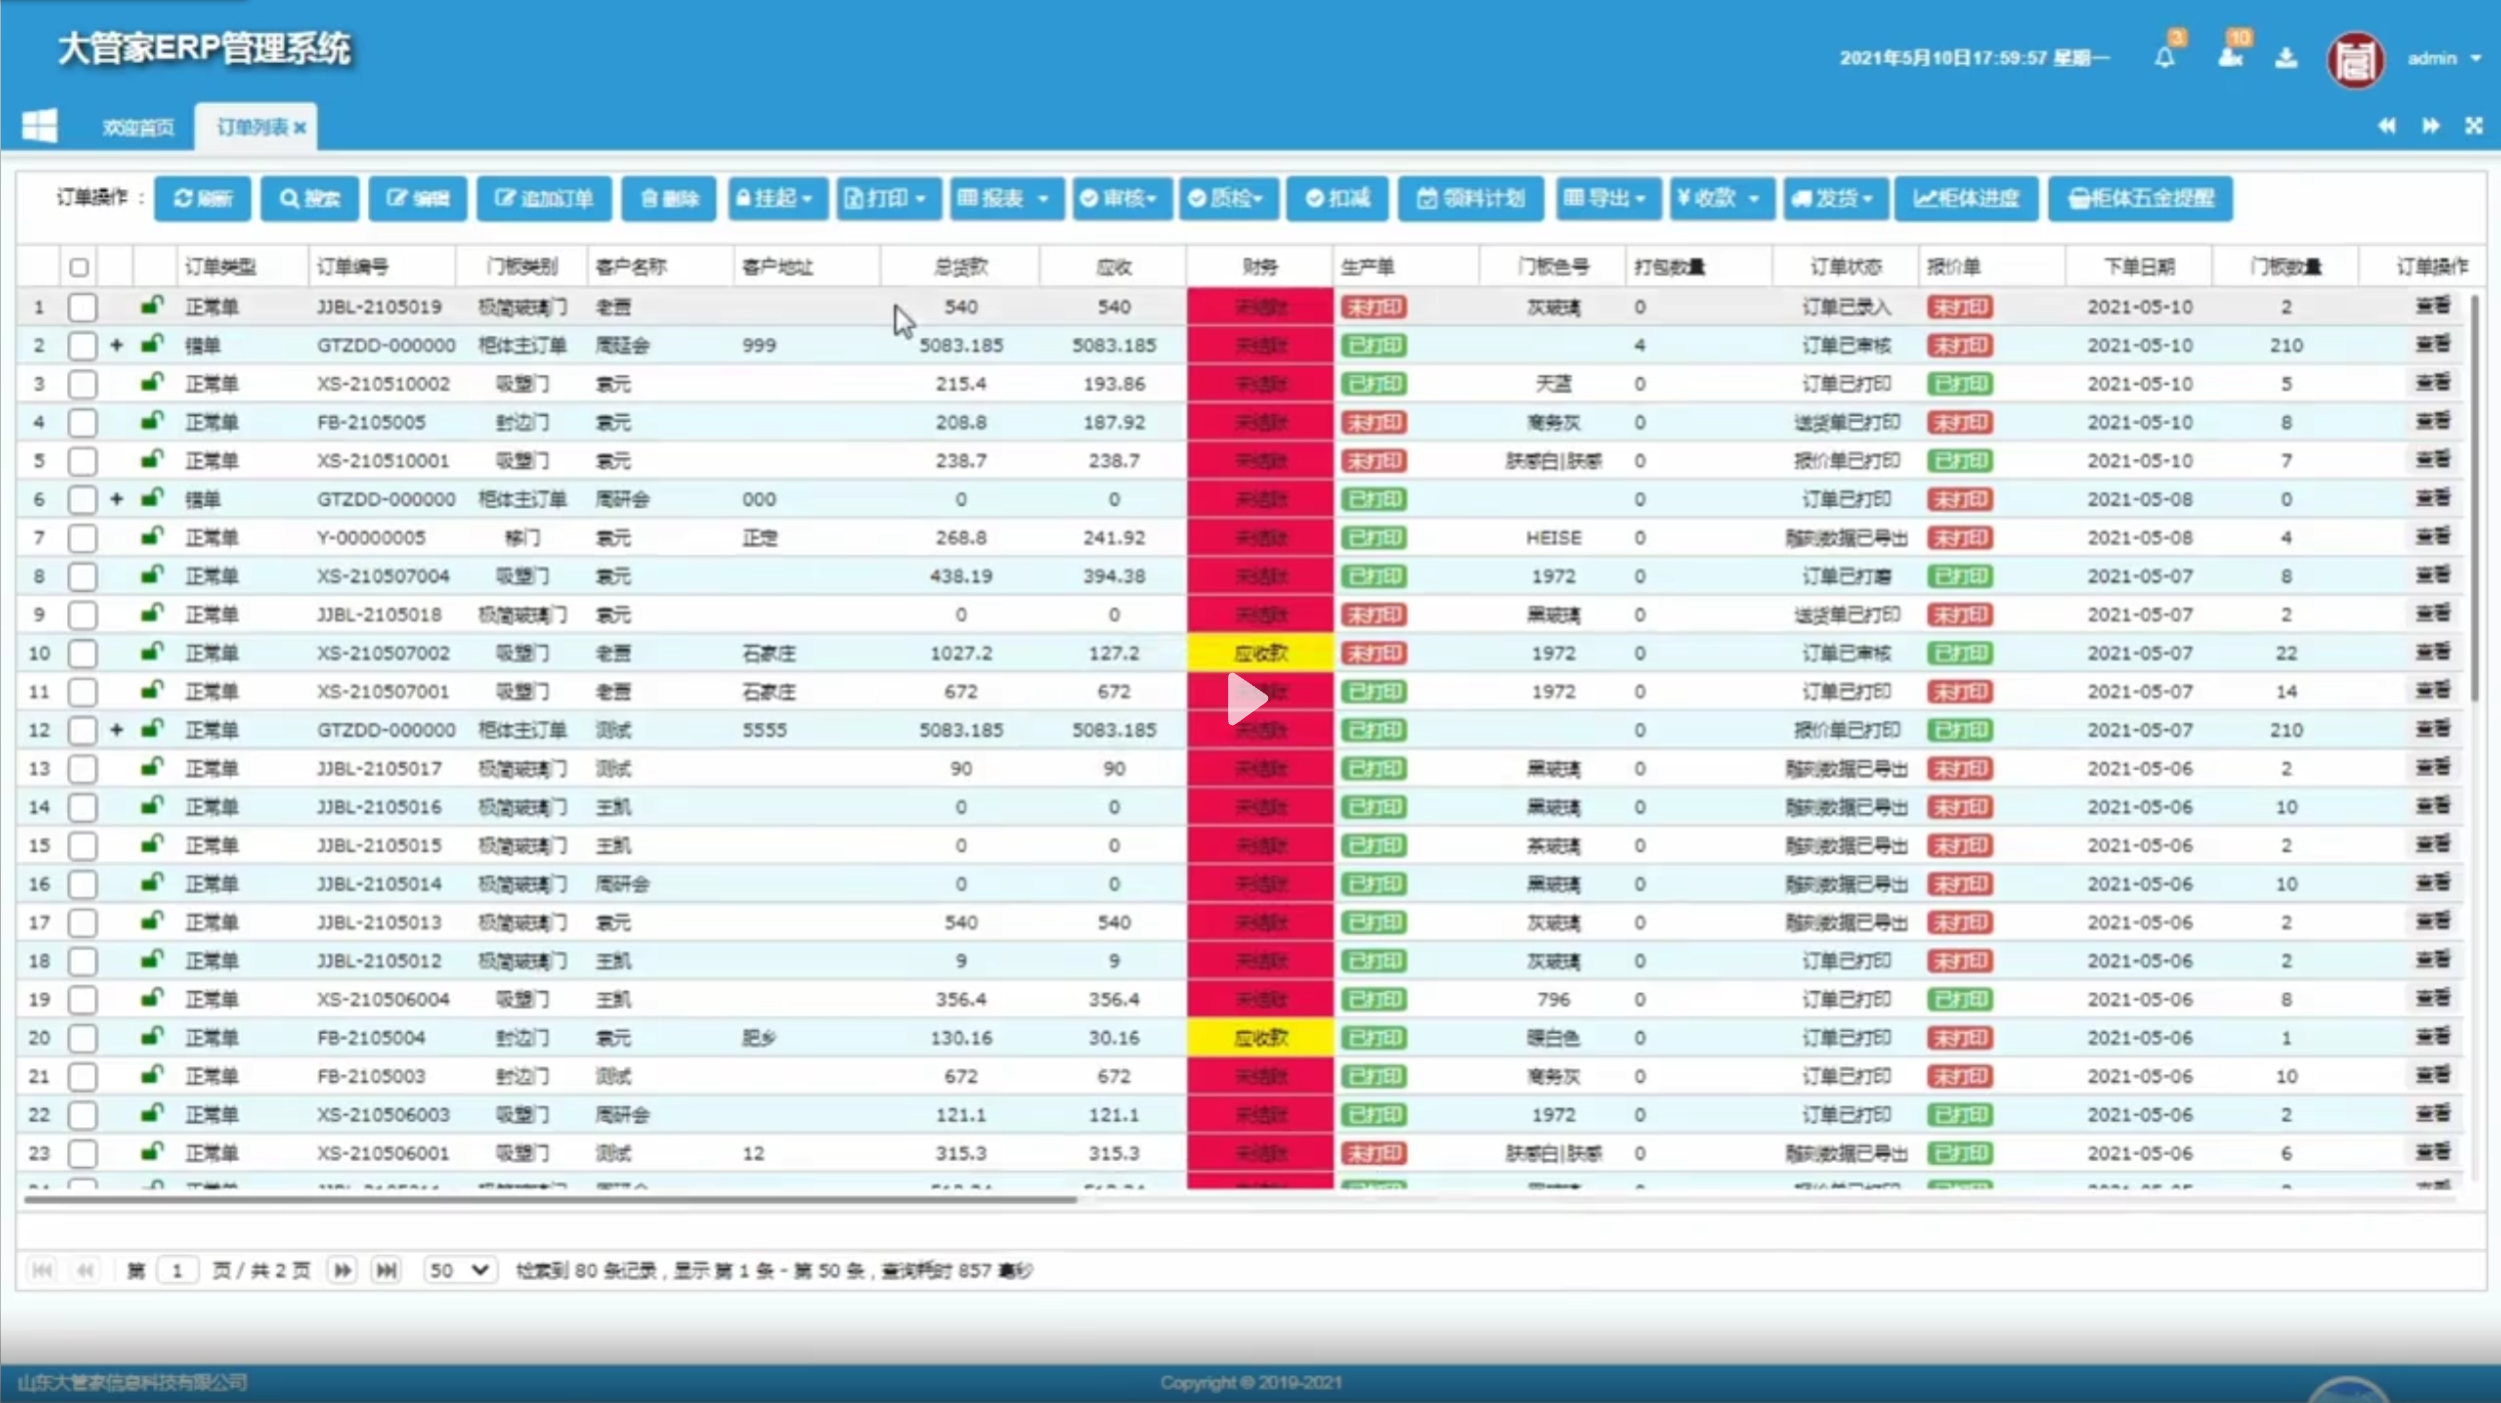 大管家ERP管理系统
2021年5月10日17:59:57 星期一 3 10 admin
欢迎首页 订单列表
订单操作： 刷新 搜索 编辑 追加订单 删除 挂起 打印 报表 审核 质检 扣减 领料计划 导出 收款 发货 柜体进度 柜体五金提醒
订单类型 订单编号 门板类别 客户名称 客户地址 总货款 应收 财务 生产单 门板色号 打包数量 订单状态 报价单 下单日期 门板数量 订单操作
1 正常单 JJBL-2105019 极简玻璃门 老贾 540 540 未结账 未打印 灰玻璃 0 订单已录入 未打印 2021-05-10 2 查看
2 + 错单 GTZDD-000000 柜体主订单 周延会 999 5083.185 5083.185 未结账 已打印 4 订单已审核 未打印 2021-05-10 210 查看
3 正常单 XS-210510002 吸塑门 袁元 215.4 193.86 未结账 已打印 天蓝 0 订单已打印 已打印 2021-05-10 5 查看
4 正常单 FB-2105005 封边门 袁元 208.8 187.92 未结账 未打印 商务灰 0 送货单已打印 未打印 2021-05-10 8 查看
5 正常单 XS-210510001 吸塑门 袁元 238.7 238.7 未结账 未打印 肤感白|肤感 0 报价单已打印 已打印 2021-05-10 7 查看
6 + 错单 GTZDD-000000 柜体主订单 周研会 000 0 0 未结账 已打印 0 订单已打印 未打印 2021-05-08 0 查看
7 正常单 Y-00000005 移门 袁元 正定 268.8 241.92 未结账 已打印 HEISE 0 雕刻数据已导出 未打印 2021-05-08 4 查看
8 正常单 XS-210507004 吸塑门 袁元 438.19 394.38 未结账 已打印 1972 0 订单已打磨 已打印 2021-05-07 8 查看
9 正常单 JJBL-2105018 极简玻璃门 袁元 0 0 未结账 未打印 黑玻璃 0 送货单已打印 未打印 2021-05-07 2 查看
10 正常单 XS-210507002 吸塑门 老贾 石家庄 1027.2 127.2 应收款 未打印 1972 0 订单已审核 已打印 2021-05-07 22 查看
11 正常单 XS-210507001 吸塑门 老贾 石家庄 672 672 已打印 1972 0 订单已打印 未打印 2021-05-07 14 查看
12 + 正常单 GTZDD-000000 柜体主订单 测试 5555 5083.185 5083.185 未结账 已打印 0 报价单已打印 已打印 2021-05-07 210 查看
13 正常单 JJBL-2105017 极简玻璃门 测试 90 90 未结账 已打印 黑玻璃 0 雕刻数据已导出 未打印 2021-05-06 2 查看
14 正常单 JJBL-2105016 极简玻璃门 王凯 0 0 未结账 已打印 黑玻璃 0 雕刻数据已导出 未打印 2021-05-06 10 查看
15 正常单 JJBL-2105015 极简玻璃门 王凯 0 0 未结账 已打印 茶玻璃 0 雕刻数据已导出 未打印 2021-05-06 2 查看
16 正常单 JJBL-2105014 极简玻璃门 周研会 0 0 未结账 已打印 黑玻璃 0 雕刻数据已导出 未打印 2021-05-06 10 查看
17 正常单 JJBL-2105013 极简玻璃门 袁元 540 540 未结账 已打印 灰玻璃 0 雕刻数据已导出 未打印 2021-05-06 2 查看
18 正常单 JJBL-2105012 极简玻璃门 王凯 9 9 未结账 已打印 灰玻璃 0 订单已打印 未打印 2021-05-06 2 查看
19 正常单 XS-210506004 吸塑门 王凯 356.4 356.4 未结账 已打印 796 0 订单已打印 已打印 2021-05-06 8 查看
20 正常单 FB-2105004 封边门 袁元 肥乡 130.16 30.16 应收款 已打印 暖白色 0 订单已打印 未打印 2021-05-06 1 查看
21 正常单 FB-2105003 封边门 测试 672 672 未结账 已打印 商务灰 0 订单已打印 未打印 2021-05-06 10 查看
22 正常单 XS-210506003 吸塑门 周研会 121.1 121.1 未结账 已打印 1972 0 订单已打印 已打印 2021-05-06 2 查看
23 正常单 XS-210506001 吸塑门 测试 12 315.3 315.3 未结账 未打印 肤感白|肤感 0 雕刻数据已导出 已打印 2021-05-06 6 查看
第 1 页 / 共 2 页 50 检索到 80 条记录，显示 第 1 条 - 第 50 条，查询耗时 857 毫秒
山东大管家信息科技有限公司 Copyright © 2019-2021